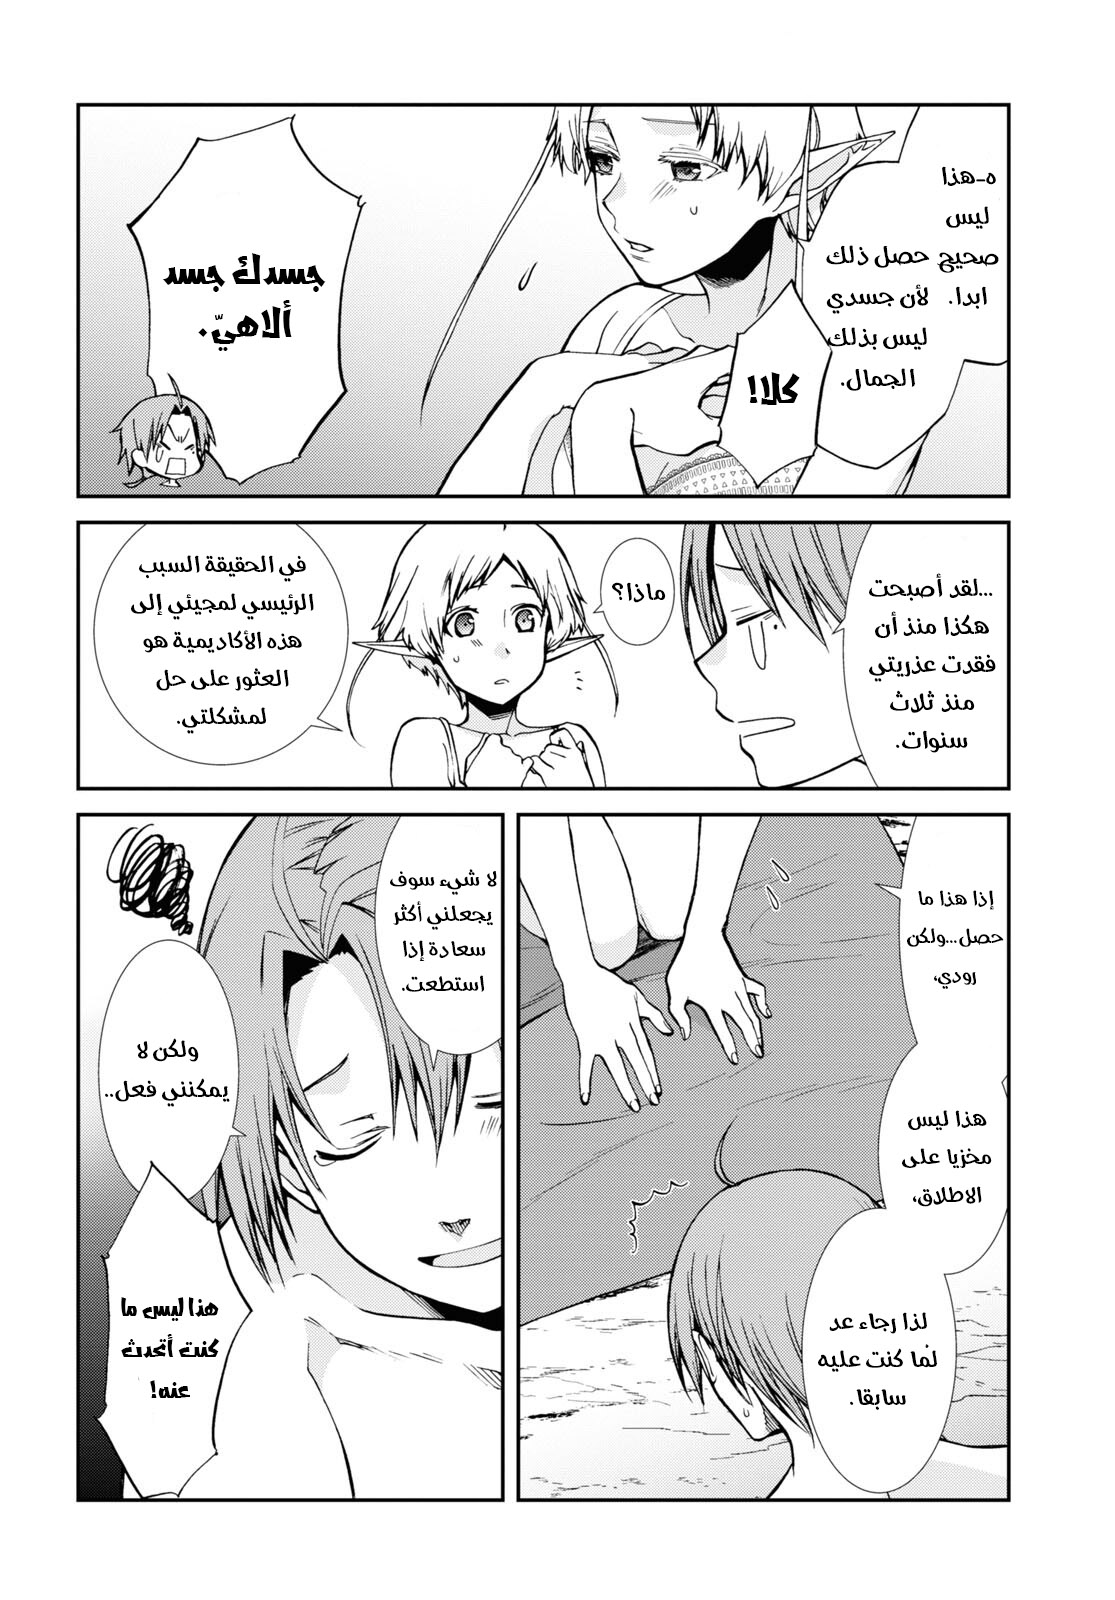 ه-هذا
ليس
صحيح
ابدا.
حصل ذلك
لأن جسدي
ليس بذلك
الجمال.
كلا!
جسدك جسد
ألاهيّ.
...لقد أصبحت
هكذا منذ أن
فقدت عذريتي
منذ ثلاث
سنوات.
ماذا؟
في الحقيقة السبب
الرئيسي لمجيئي إلى
هذه الأكاديمية هو
العثور على حل
لمشكلتي.
إذا هذا ما
حصل...ولكن
رودي،
هذا ليس
مخزيا على
الاطلاق،
لذا رجاء عد
لما كنت عليه
سابقا.
لا شيء سوف
يجعلني أكثر
سعادة إذا
استطعت.
ولكن لا
يمكنني فعل..
هذا ليس ما
كنت أتحدث
عنه!